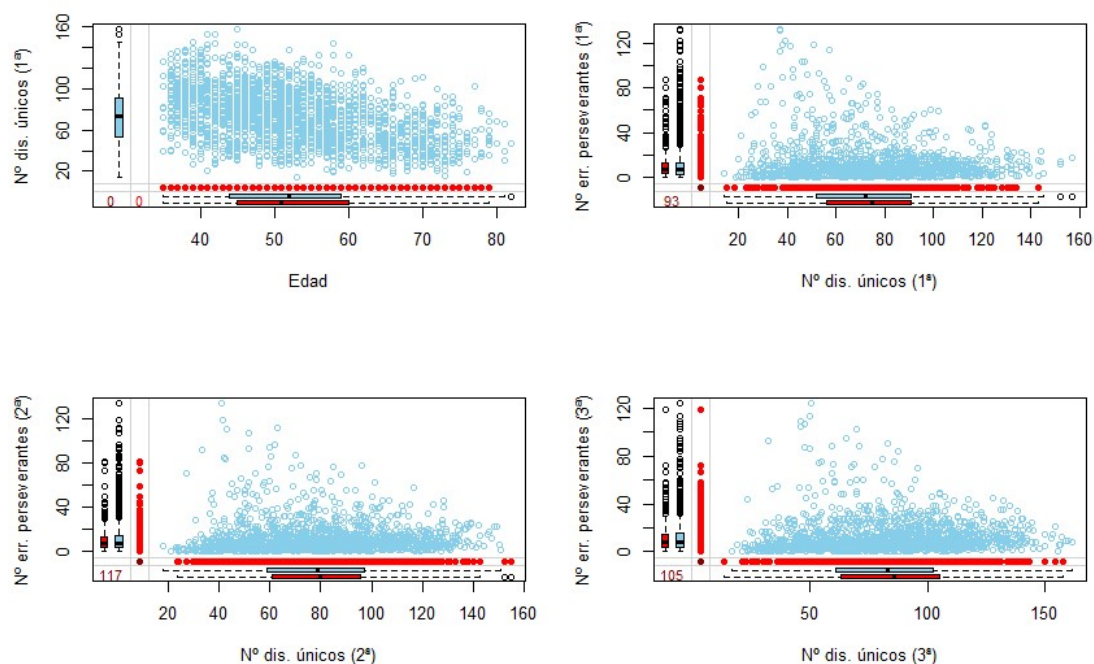 Nº dis. únicos (1ª)
160
100
60
20
0 0
40 50 60 70 80
Edad
Nº err. perseverantes (1ª)
120
80
40
0
93
20 40 60 80 100 120 140 160
Nº dis. únicos (1ª)
Nº err. perseverantes (2ª)
120
80
40
0
117
20 40 60 80 100 120 140 160
Nº dis. únicos (2ª)
Nº err. perseverantes (3ª)
120
80
40
0
105
50 100 150
Nº dis. únicos (3ª)